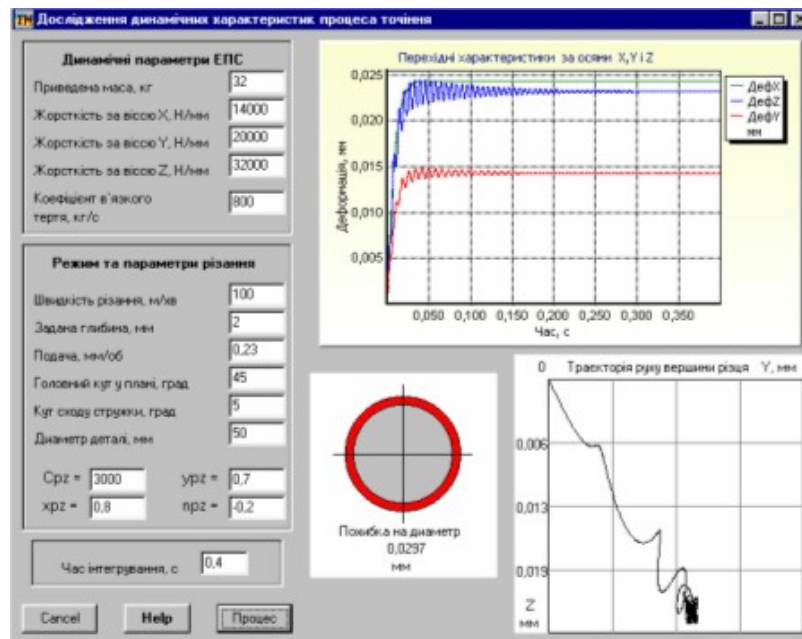 Дослідження динамічних характеристик процеса точіння
Динамічні параметри ЕПС
Приведена маса, кг 32
Жорсткість за віссю X, Н/мм 14000
Жорсткість за віссю Y, Н/мм 20000
Жорсткість за віссю Z, Н/мм 32000
Коефіцієнт в'язкого
тертя, кг/с 800
Режим та параметри різання
Швидкість різання, м/хв 100
Задана глибина, мм 2
Подача, мм/об 0,23
Головний кут у плані, град 45
Кут сходу стружки, град 5
Диаметр деталі, мм 50
Cpz = 3000 ypz = 0,7
xpz = 0,8 npz = -0,2
Час інтегрування, с 0,4
Cancel Help Процес
Перехідні характеристики за осями X,Y і Z
Деформація, мм
0,025
0,020
0,015
0,010
0,005
0,050 0,100 0,150 0,200 0,250 0,300 0,350
Час, с
ДефX
ДефZ
ДефY
мм
Похибка на диаметр
0,0297
мм
0 Траєкторія руху вершини різця Y, мм
0,006
0,013
0,019
Z
мм